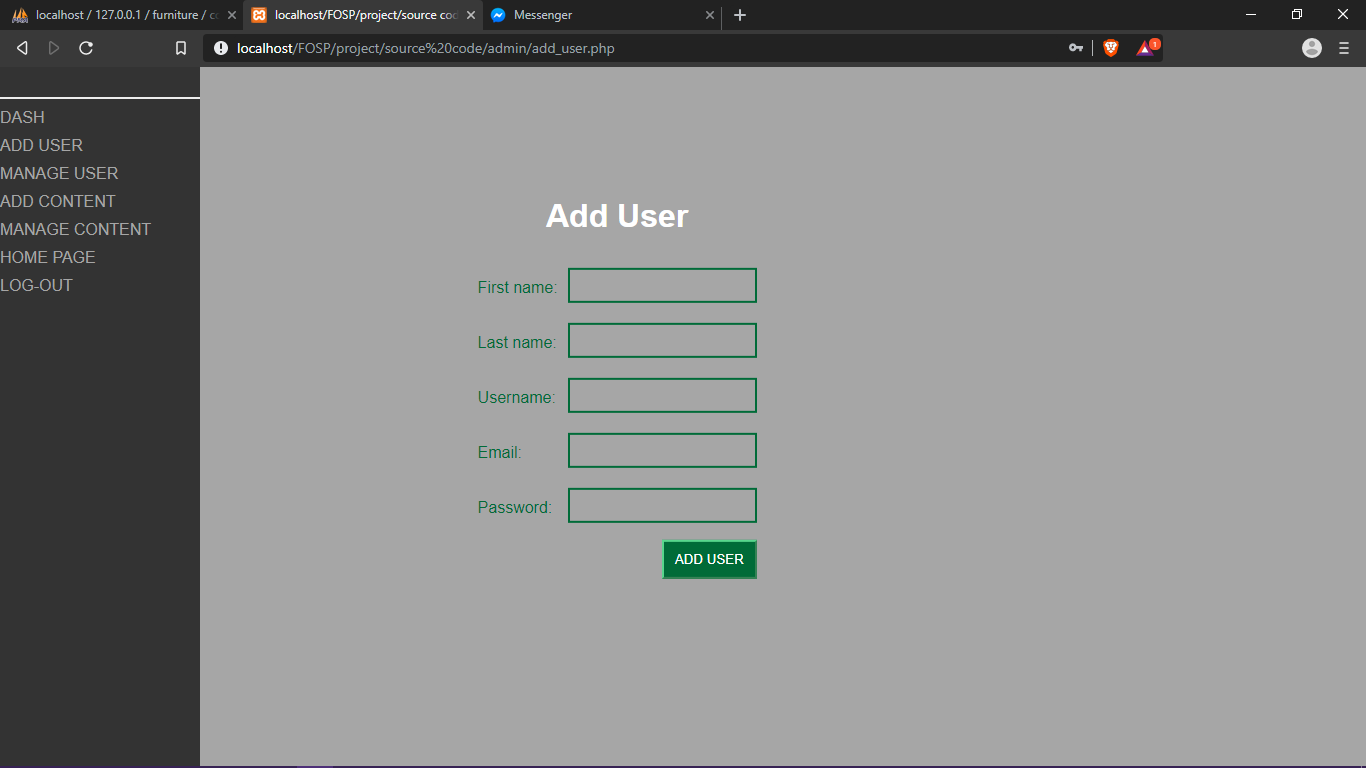 localhost / 127.0.0.1 / furniture / co
localhost/FOSP/project/source cod
Messenger
localhost/FOSP/project/source%20code/admin/add_user.php
1
DASH
ADD USER
MANAGE USER
ADD CONTENT
MANAGE CONTENT
HOME PAGE
LOG-OUT
Add User
First name:
Last name:
Username:
Email:
Password:
ADD USER